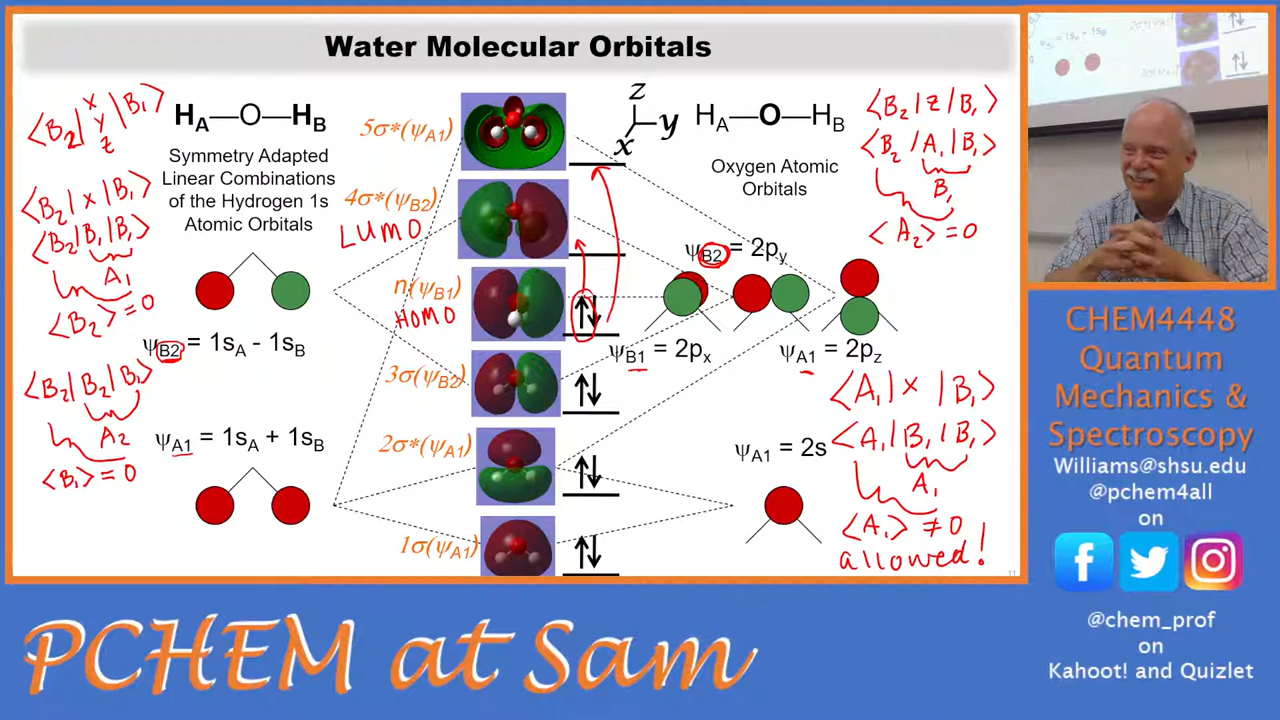 Water Molecular Orbitals
<B₂| x y z |B₁>
H_A—O—H_B
Symmetry Adapted
Linear Combinations
of the Hydrogen 1s
Atomic Orbitals
<B₂|x|B₁>
<B₂|B₁|B₁>
A₁
<B₂> = 0
ψ_B2 = 1s_A - 1s_B
<B₂|B₂|B₁>
A₂
<B₁> = 0
ψ_A1 = 1s_A + 1s_B
5σ*(ψ_A1)
4σ*(ψ_B2)
LUMO
n(ψ_B1)
HOMO
3σ(ψ_B2)
2σ*(ψ_A1)
1σ(ψ_A1)
z
y
x
H_A—O—H_B
Oxygen Atomic
Orbitals
ψ_B2 = 2p_y
ψ_B1 = 2p_x
ψ_A1 = 2p_z
ψ_A1 = 2s
<B₂|z|B₁>
<B₂|A₁|B₁>
B₁
<A₂> = 0
<A₁|x|B₁>
<A₁|B₁|B₁>
A₁
<A₁> ≠ 0
allowed!
11
CHEM4448
Quantum
Mechanics &
Spectroscopy
Williams@shsu.edu
@pchem4all
on
@chem_prof
on
Kahoot! and Quizlet
PCHEM at Sam